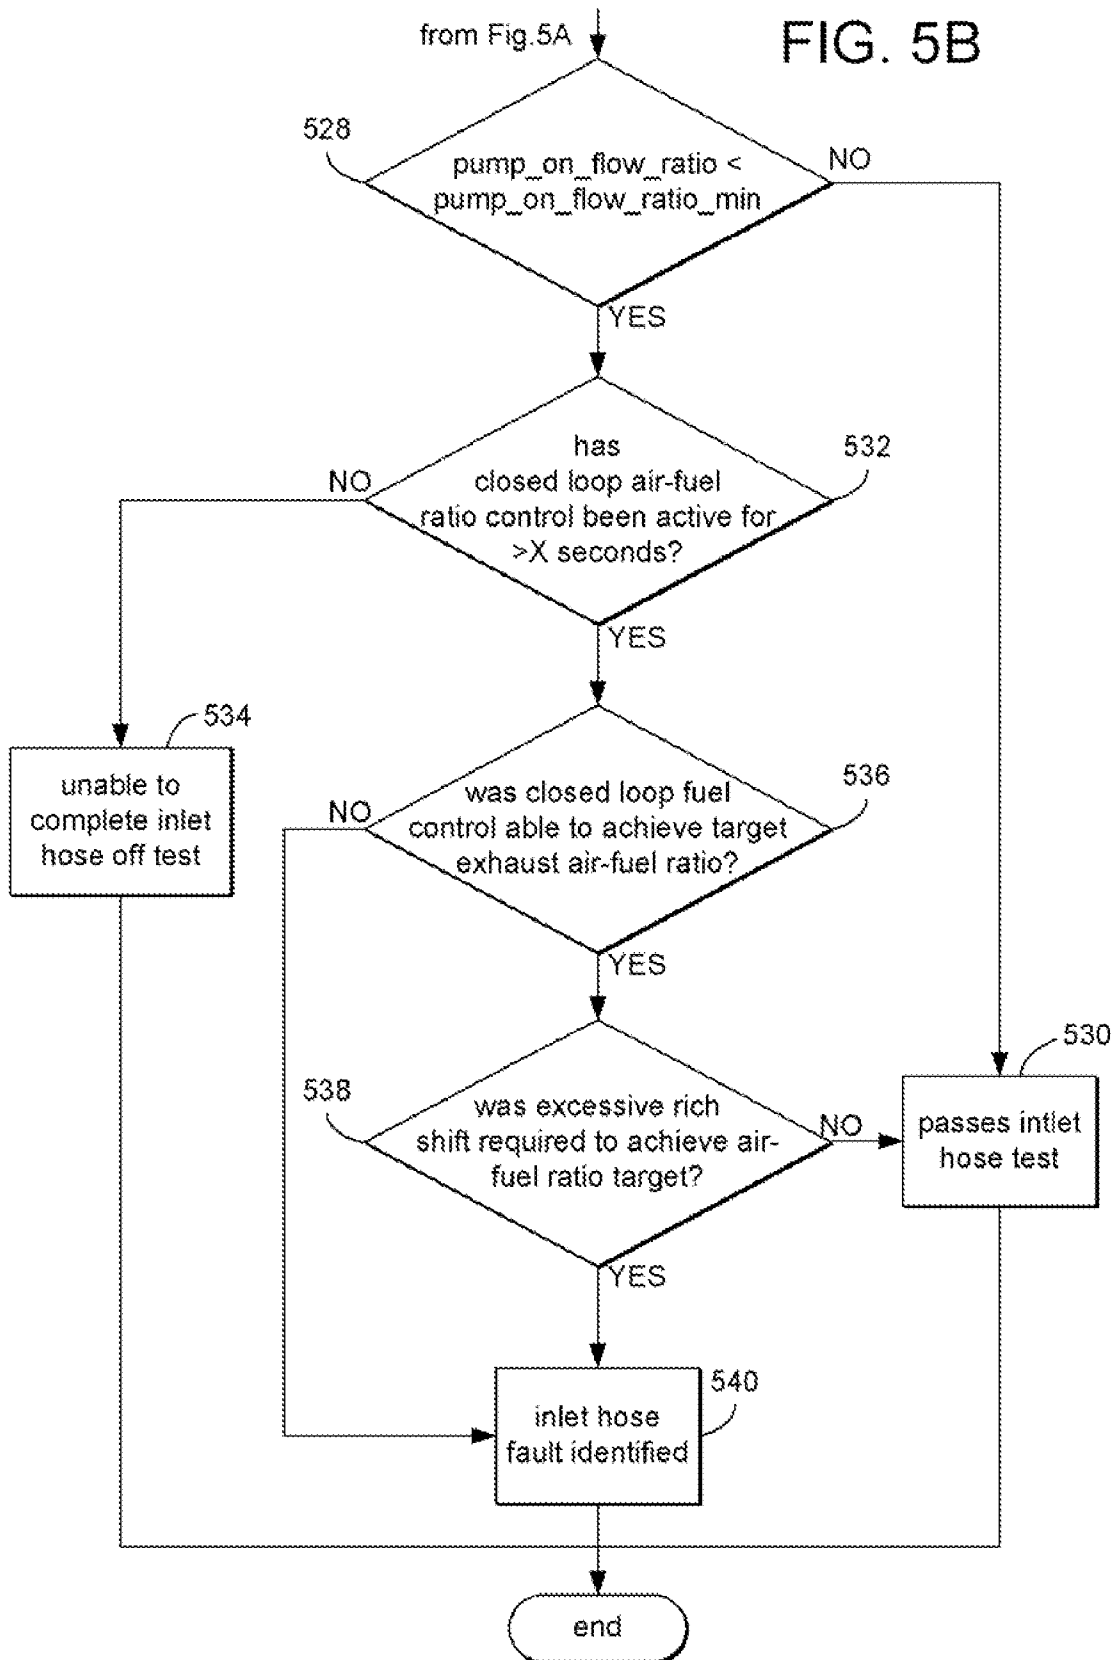 from Fig.5A
FIG. 5B
528
pump_on_flow_ratio <
pump_on_flow_ratio_min
NO
YES
has
closed loop air-fuel
ratio control been active for
>X seconds?
532
NO
YES
534
unable to
complete inlet
hose off test
was closed loop fuel
control able to achieve target
exhaust air-fuel ratio?
536
NO
YES
538
was excessive rich
shift required to achieve air-
fuel ratio target?
NO
YES
530
passes intlet
hose test
540
inlet hose
fault identified
end